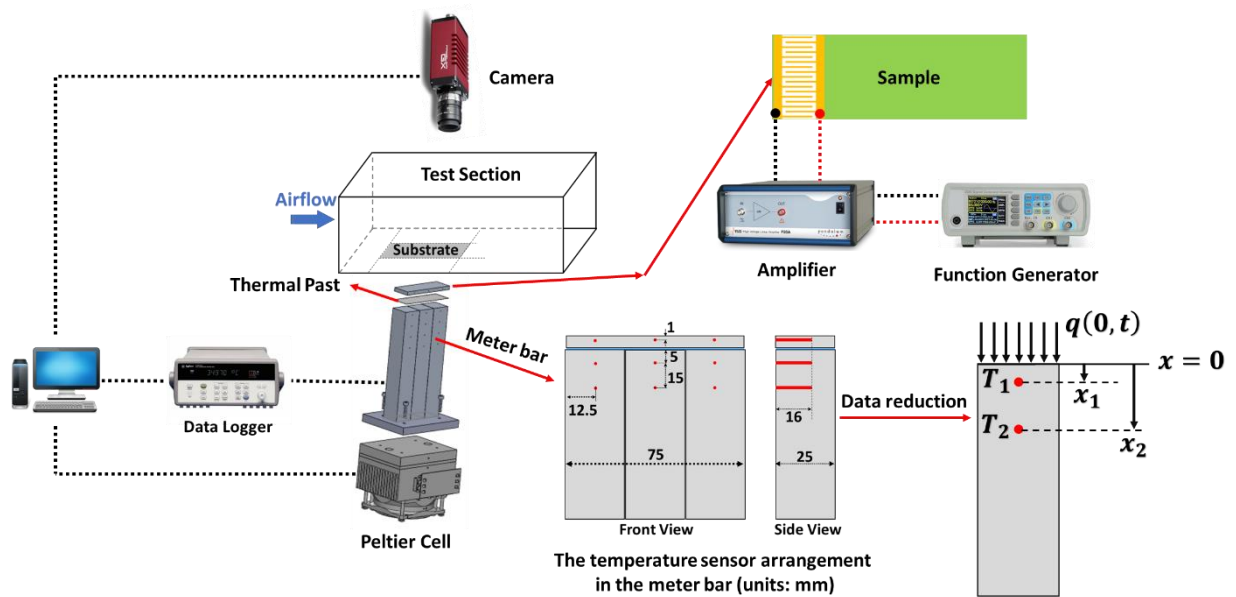 Camera
Sample
Test Section
Airflow
Substrate
Amplifier
Function Generator
Thermal Past
Meter bar
Data Logger
Peltier Cell
1
5
15
12.5
75
Front View
16
25
Side View
The temperature sensor arrangement
in the meter bar (units: mm)
Data reduction
q(0, t)
x = 0
T₁
x₁
T₂
x₂